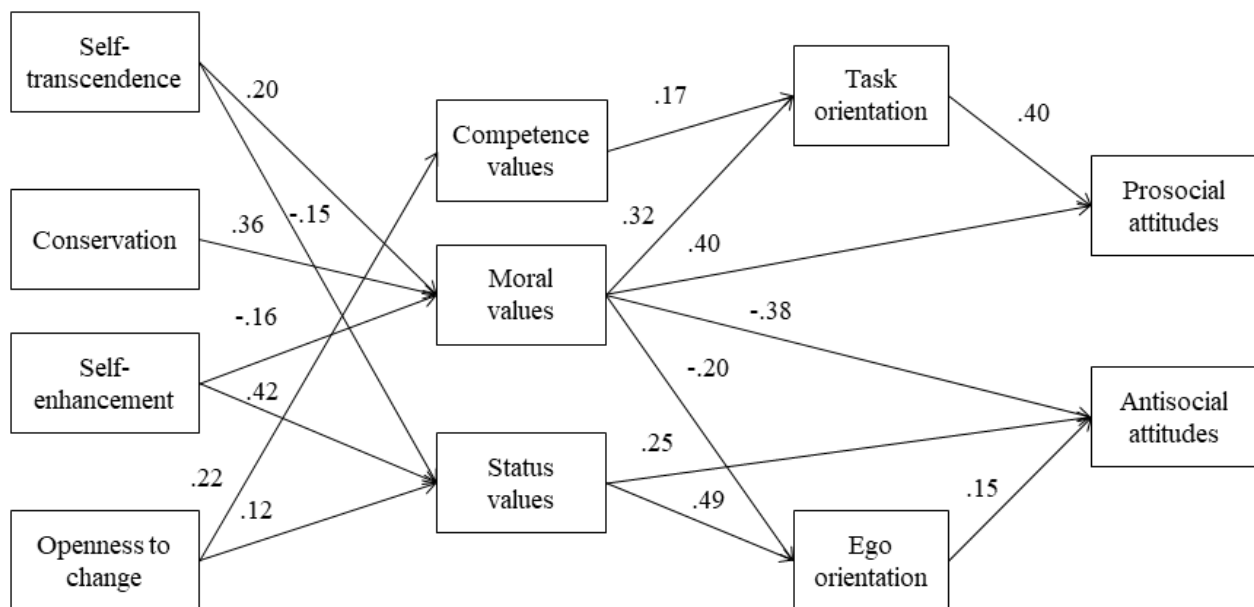 Self-
transcendence
Conservation
Self-
enhancement
Openness to
change
.20
.36
-.15
-.16
.42
.22
.12
Competence
values
Moral
values
Status
values
.17
.32
.40
-.38
-.20
.25
.49
Task
orientation
Ego
orientation
.40
.15
Prosocial
attitudes
Antisocial
attitudes